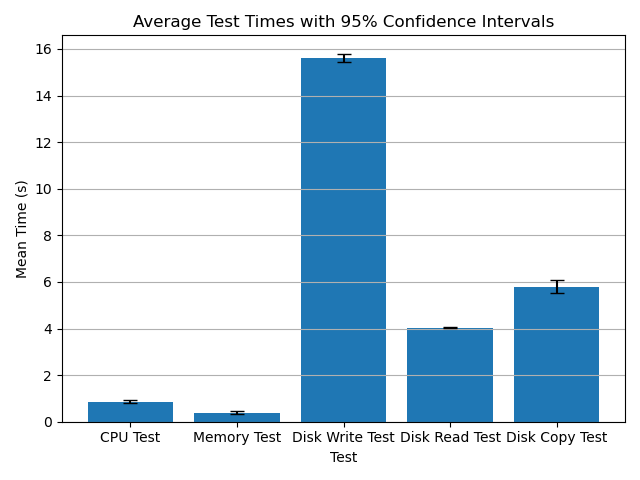 Average Test Times with 95% Confidence Intervals
Mean Time (s)
16
14
12
10
8
6
4
2
0
CPU Test
Memory Test
Disk Write Test
Disk Read Test
Disk Copy Test
Test